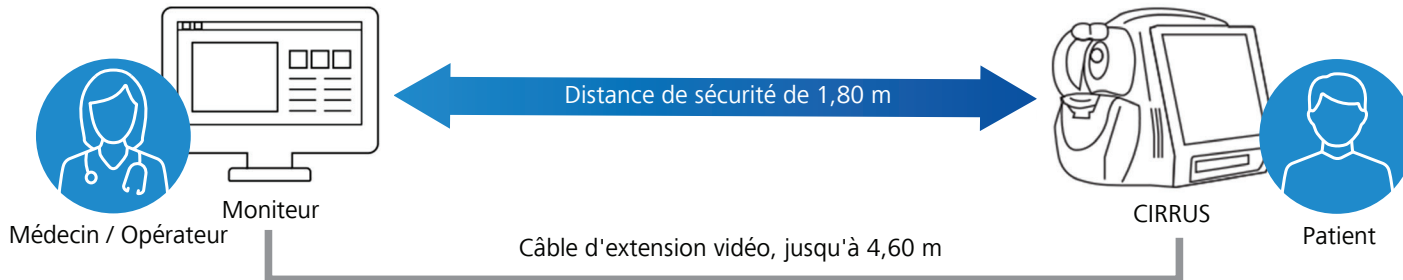 Distance de sécurité de 1,80 m
Moniteur
CIRRUS
Médecin / Opérateur
Patient
Câble d'extension vidéo, jusqu'à 4,60 m